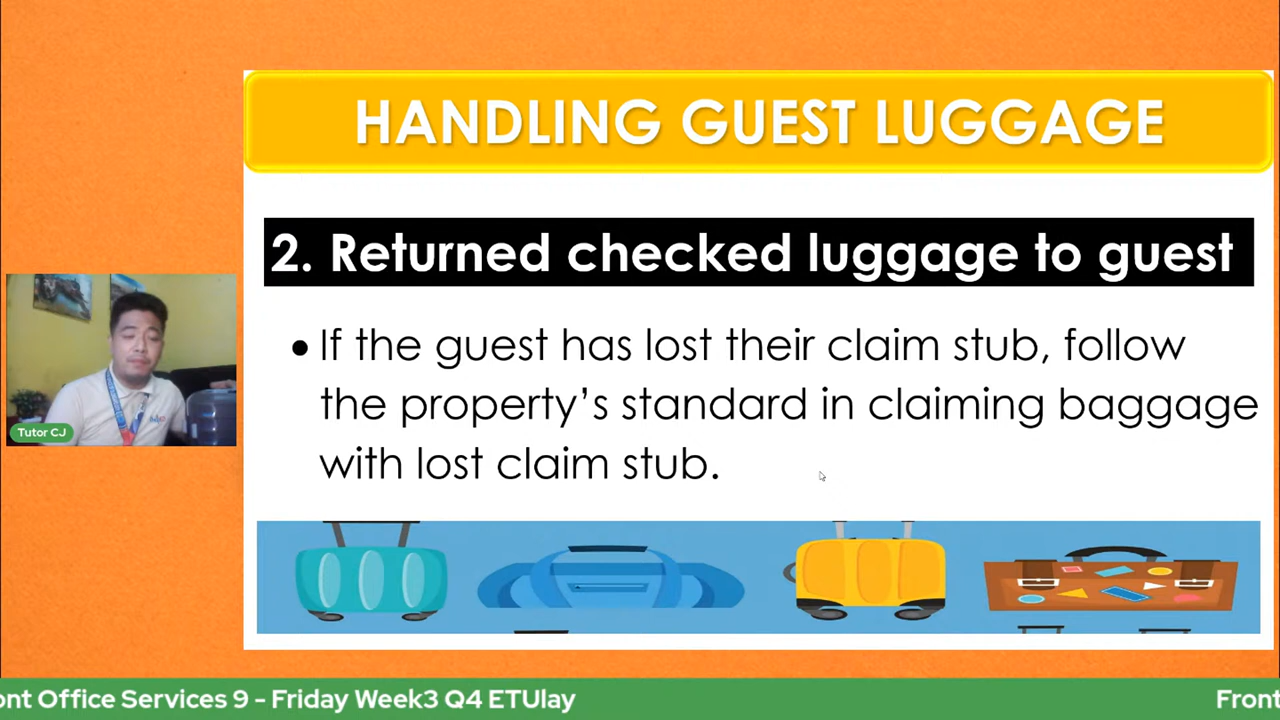 HANDLING GUEST LUGGAGE
2. Returned checked luggage to guest
• If the guest has lost their claim stub, follow
the property’s standard in claiming baggage
with lost claim stub.
Tutor CJ
ont Office Services 9 - Friday Week3 Q4 ETUlay
Front